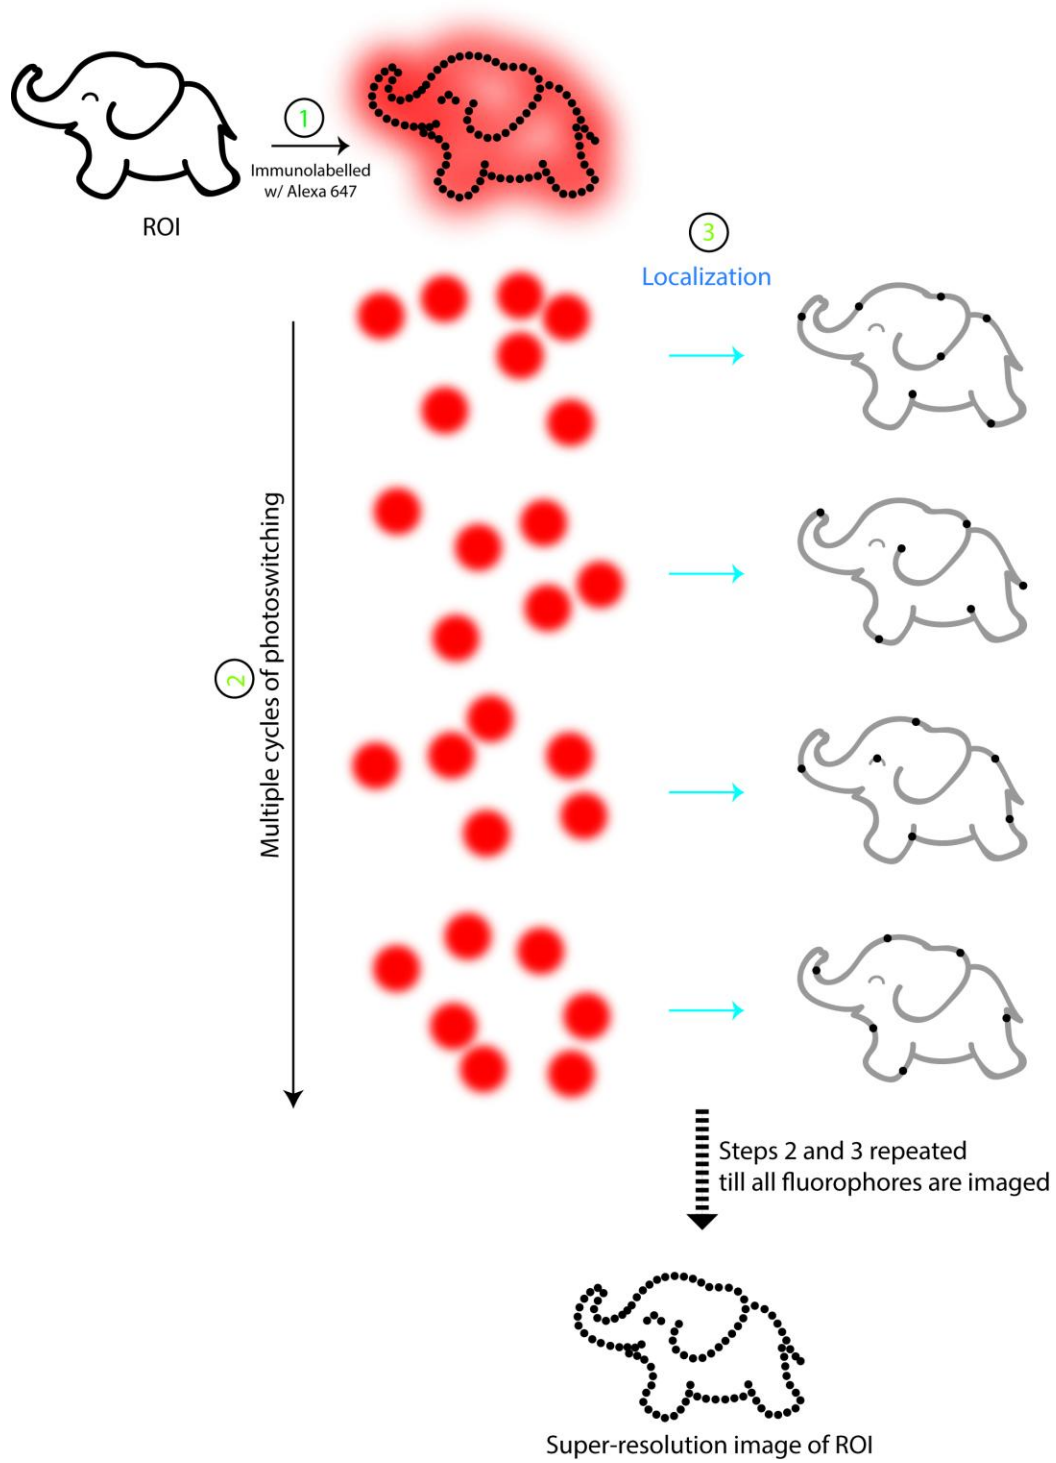 1
Immunolabelled
w/ Alexa 647
ROI
3
Localization
2
Multiple cycles of photoswitching
Steps 2 and 3 repeated
till all fluorophores are imaged
Super-resolution image of ROI